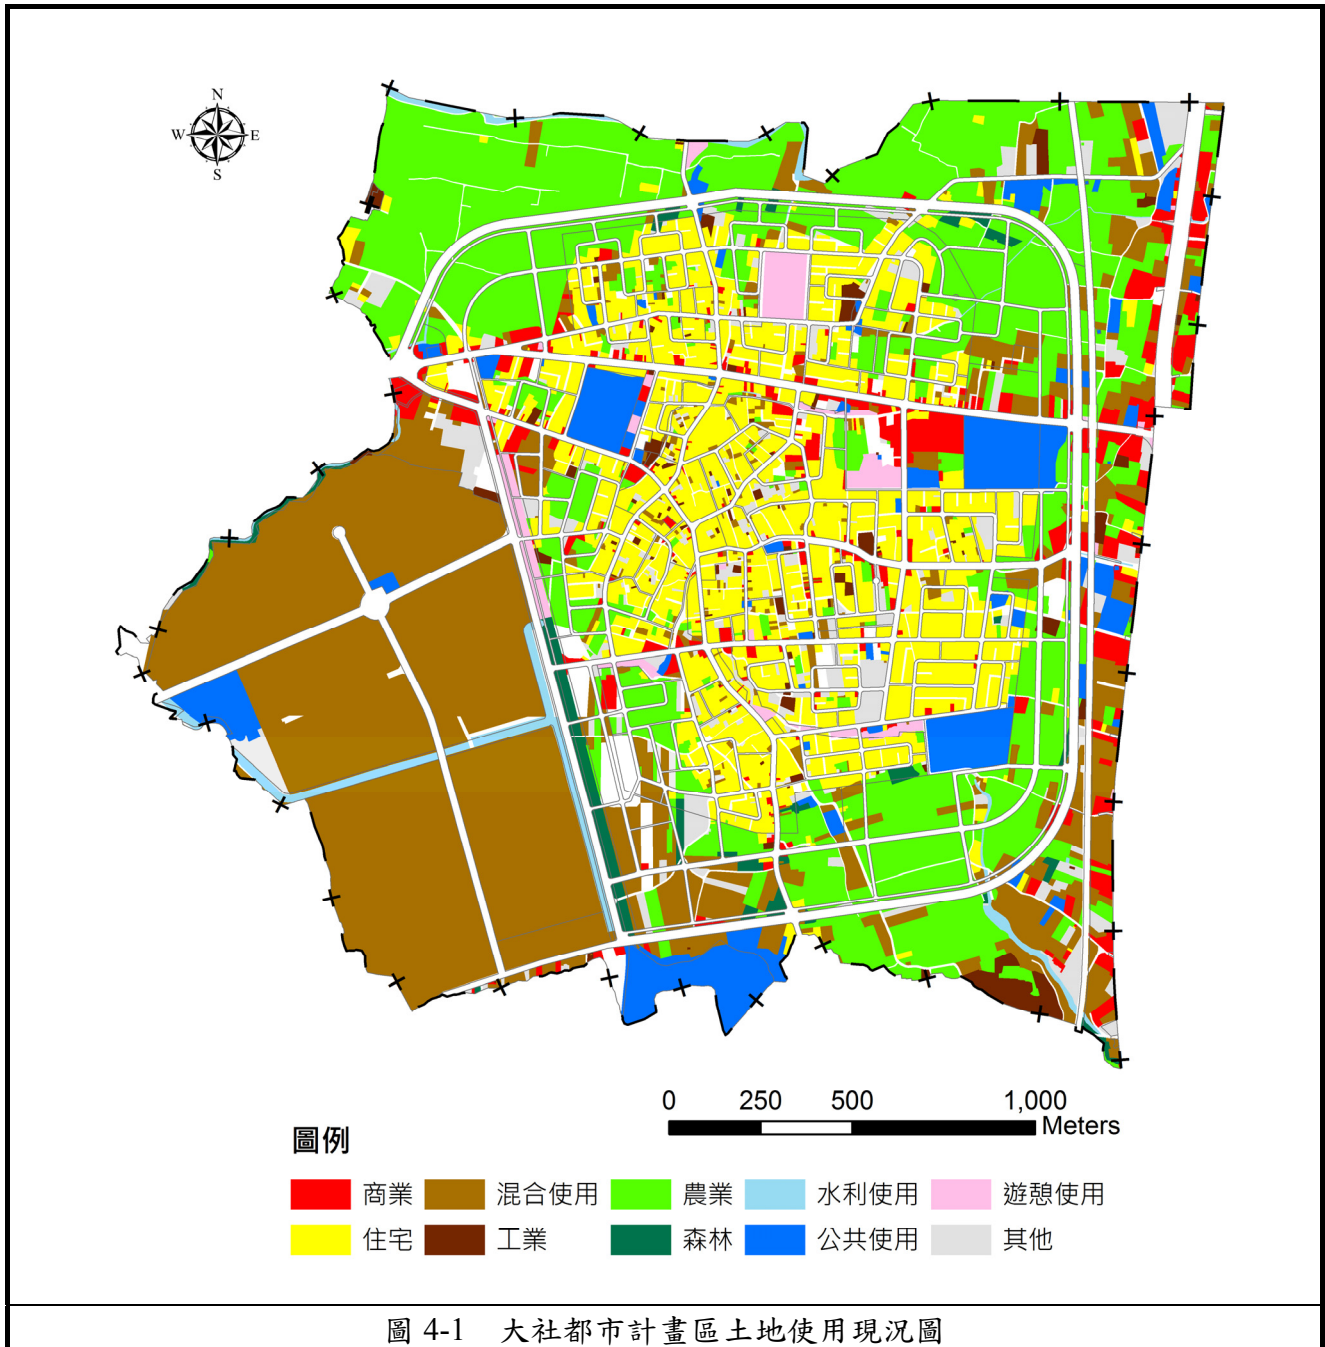 N
W E
S
0 250 500 1,000
Meters
圖例
商業 混合使用 農業 水利使用 遊憩使用
住宅 工業 森林 公共使用 其他
圖 4-1 大社都市計畫區土地使用現況圖